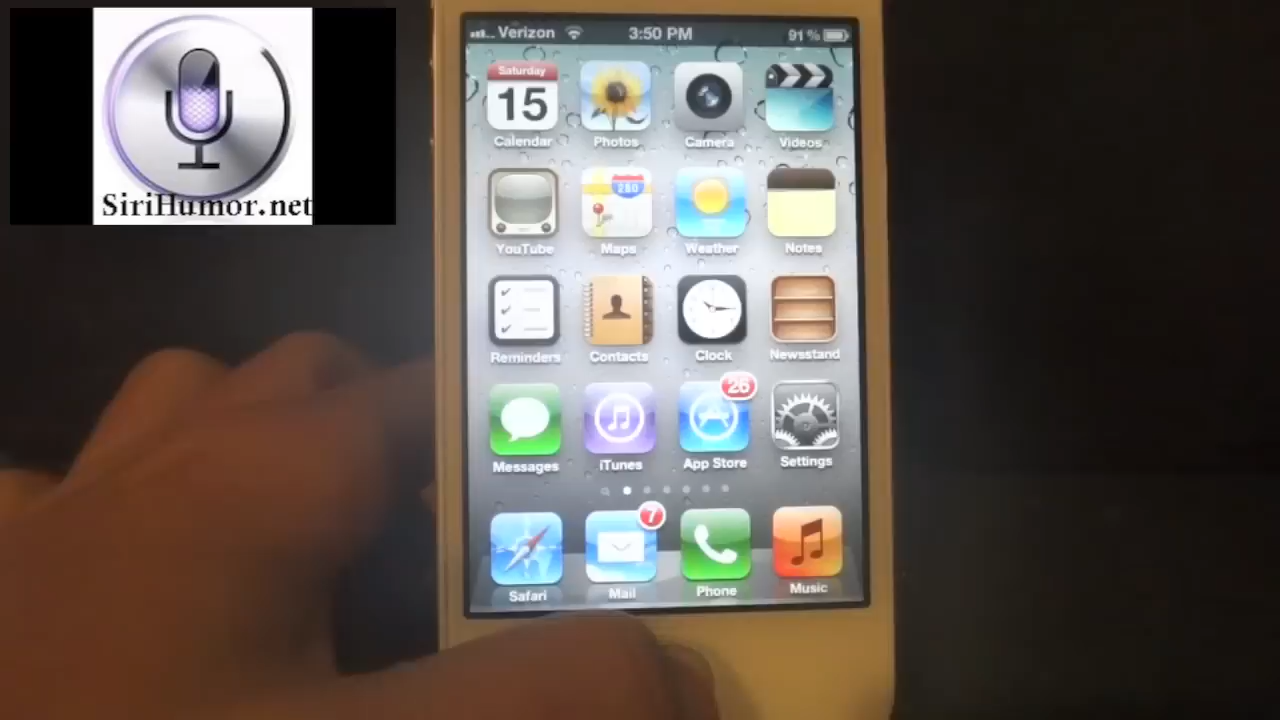 Verizon 3:50 PM 91%
Saturday
15
Calendar Photos Camera Videos
280
YouTube Maps Weather Notes
Reminders Contacts Clock Newsstand
26
Messages iTunes App Store Settings
7
Safari Mail Phone Music
SiriHumor.net